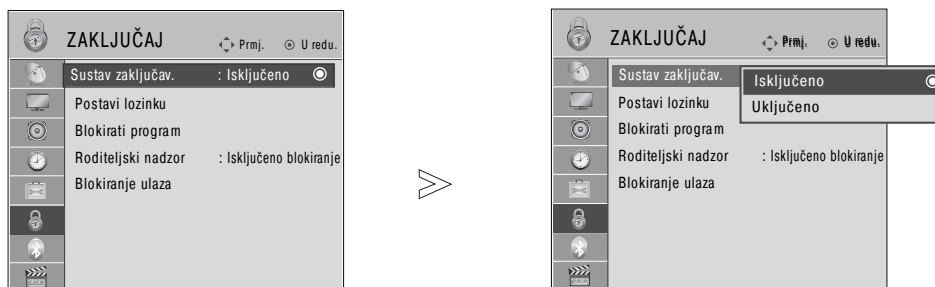 ZAKLJUČAJ
Prmj.
U redu.
Sustav zaključav. : Isključeno
Postavi lozinku
Blokirati program
Roditeljski nadzor : Isključeno blokiranje
Blokiranje ulaza
ZAKLJUČAJ
Prmj.
U redu.
Sustav zaključav.
Isključeno
Uključeno
Postavi lozinku
Blokirati program
Roditeljski nadzor : Isključeno blokiranje
Blokiranje ulaza